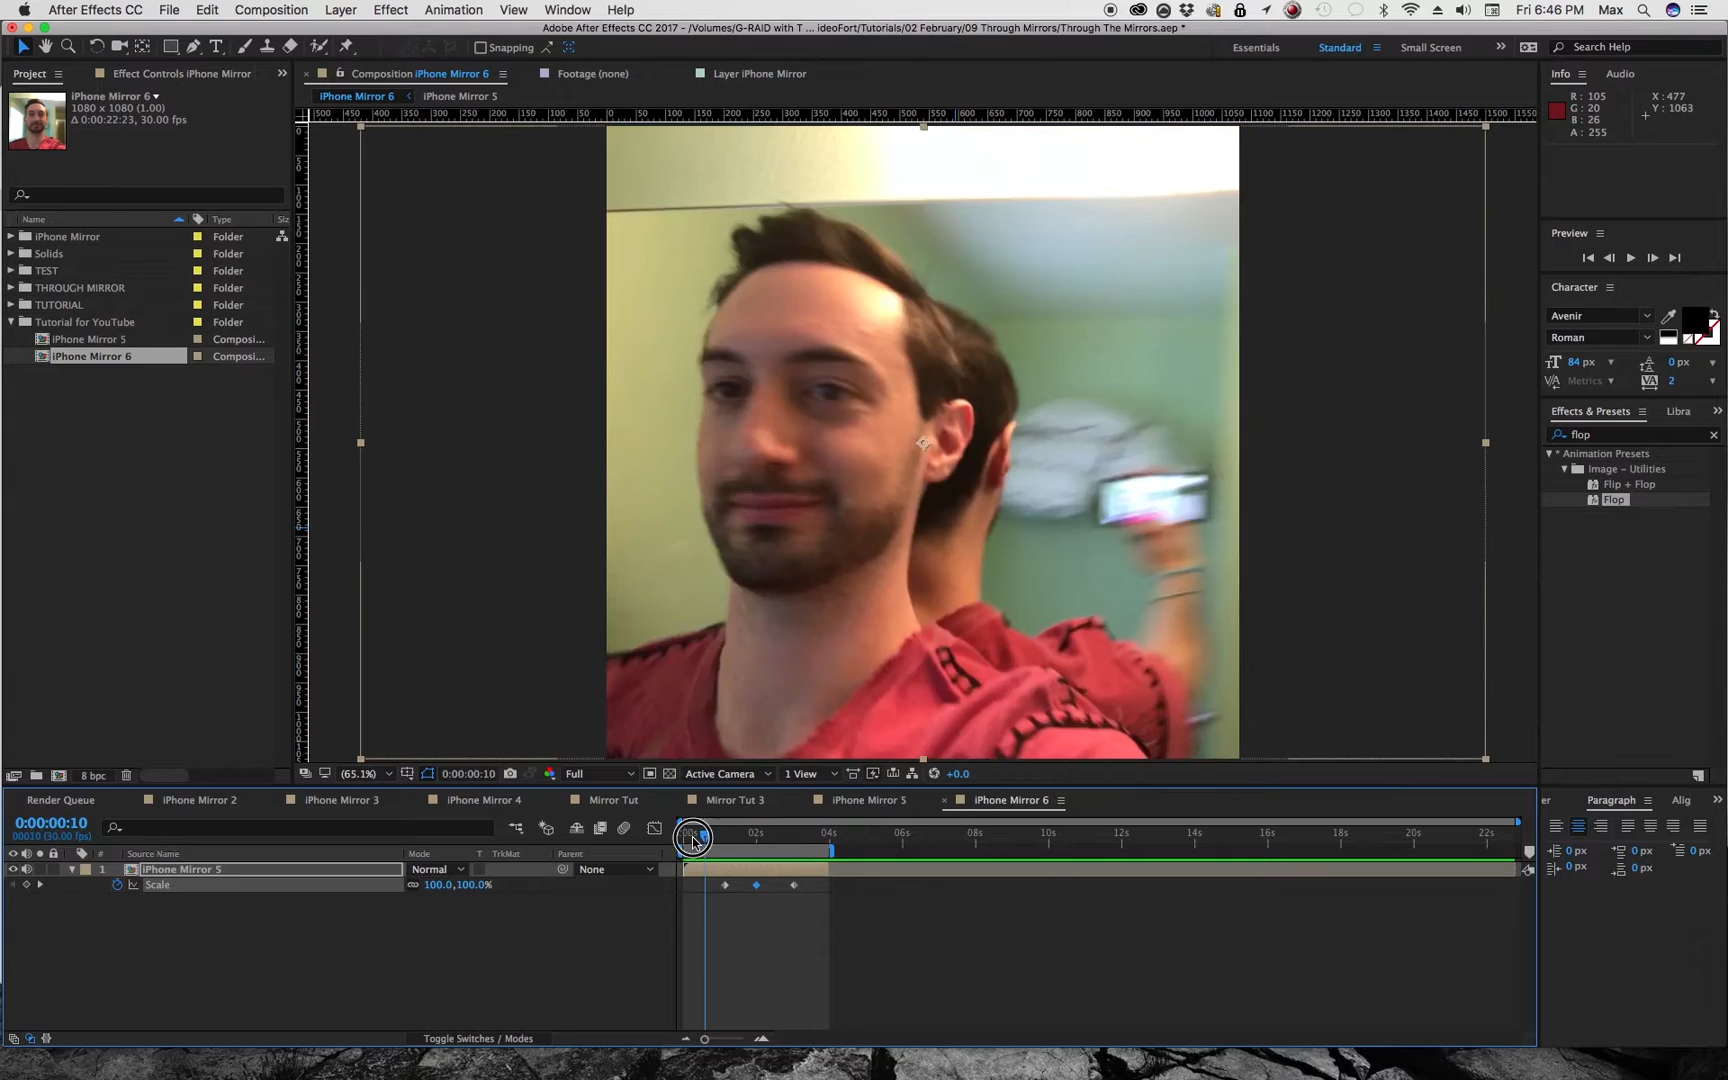 After Effects CC File Edit Composition Layer Effect Animation View Window Help Fri 6:46 PM Max
Adobe After Effects CC 2017 - /Volumes/G-RAID with T ... ideoFort/Tutorials/02 February/09 Through Mirrors/Through The Mirrors.aep *
Snapping Essentials Standard Small Screen Search Help
Project Effect Controls iPhone Mirror Composition iPhone Mirror 6 Footage (none) Layer iPhone Mirror Info Audio
iPhone Mirror 6
1080 x 1080 (1.00)
Δ 0:00:22:23, 30.00 fps
iPhone Mirror 6 iPhone Mirror 5
R : 105
G : 20
B : 26
A : 255
X : 477
Y : 1063
Name Type Siz
iPhone Mirror Folder
Solids Folder
TEST Folder
THROUGH MIRROR Folder
TUTORIAL Folder
Tutorial for YouTube Folder
iPhone Mirror 5 Composi...
iPhone Mirror 6 Composi...
Preview
Character
Avenir
Roman
84 px 0 px
Metrics 2
Effects & Presets Libra
flop
* Animation Presets
Image – Utilities
Flip + Flop
Flop
8 bpc (65.1%) 0:00:00:10 Full Active Camera 1 View +0.0
Render Queue iPhone Mirror 2 iPhone Mirror 3 iPhone Mirror 4 Mirror Tut Mirror Tut 3 iPhone Mirror 5 iPhone Mirror 6
er Paragraph Alig
0:00:00:10
00010 (30.00 fps)
02s 04s 06s 08s 10s 12s 14s 16s 18s 20s 22s
# Source Name Mode T TrkMat Parent
1 iPhone Mirror 5 Normal None
Scale 100.0,100.0%
0 px 0 px 0 px
0 px 0 px
Toggle Switches / Modes